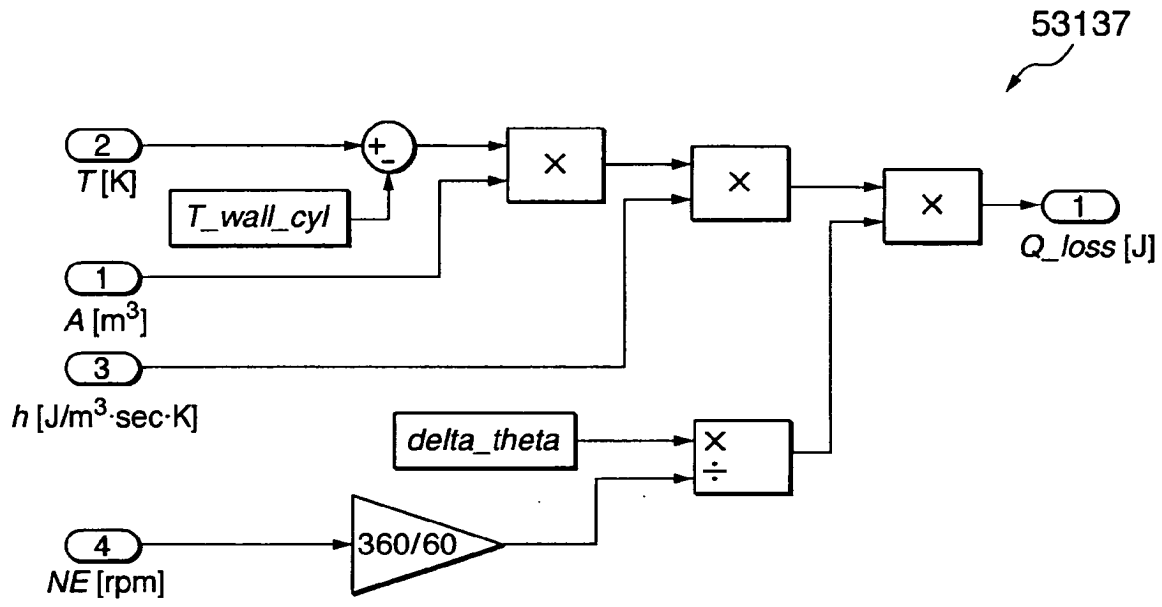 53137
2
T [K]
+
−
×
×
×
T_wall_cyl
1
Q_loss [J]
1
A [m³]
3
h [J/m³·sec·K]
delta_theta
×
÷
4
360/60
NE [rpm]